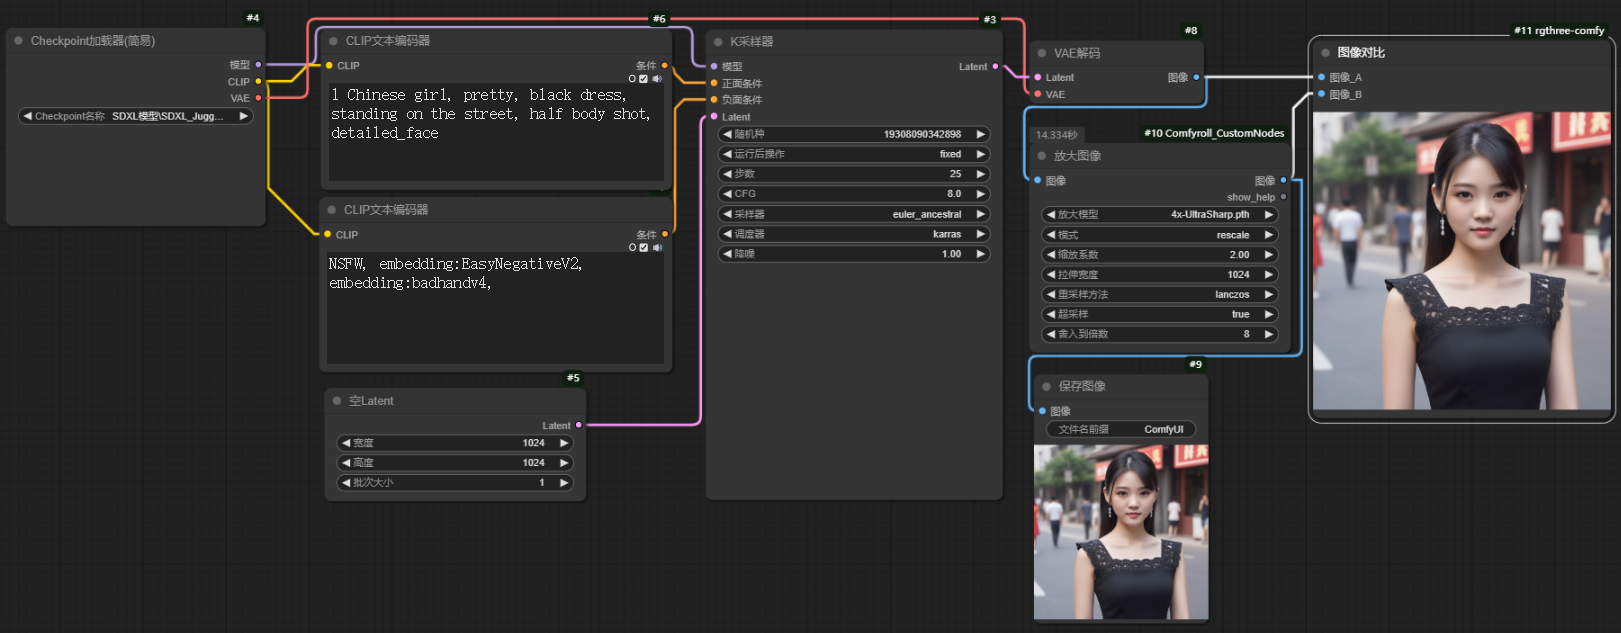 #4
Checkpoint加载器(简易)
模型
CLIP
VAE
Checkpoint名称 SDXL模型\SDXL_Jugg...
#6
CLIP文本编码器
CLIP
条件
1 Chinese girl, pretty, black dress,
standing on the street, half body shot,
detailed_face
CLIP文本编码器
CLIP
条件
NSFW, embedding:EasyNegativeV2,
embedding:badhandv4,
#5
空Latent
Latent
宽度 1024
高度 1024
批次大小 1
#3
K采样器
模型
Latent
正面条件
负面条件
Latent
随机种 19308090342898
运行后操作 fixed
步数 25
CFG 8.0
采样器 euler_ancestral
调度器 karras
降噪 1.00
#8
VAE解码
Latent
图像
VAE
14.334秒
#10 Comfyroll_CustomNodes
放大图像
图像
图像
show_help
放大模型 4x-UltraSharp.pth
模式 rescale
缩放系数 2.00
拉伸宽度 1024
重采样方法 lanczos
超采样 true
舍入到倍数 8
#9
保存图像
图像
文件名前缀 ComfyUI
#11 rgthree-comfy
图像对比
图像_A
图像_B